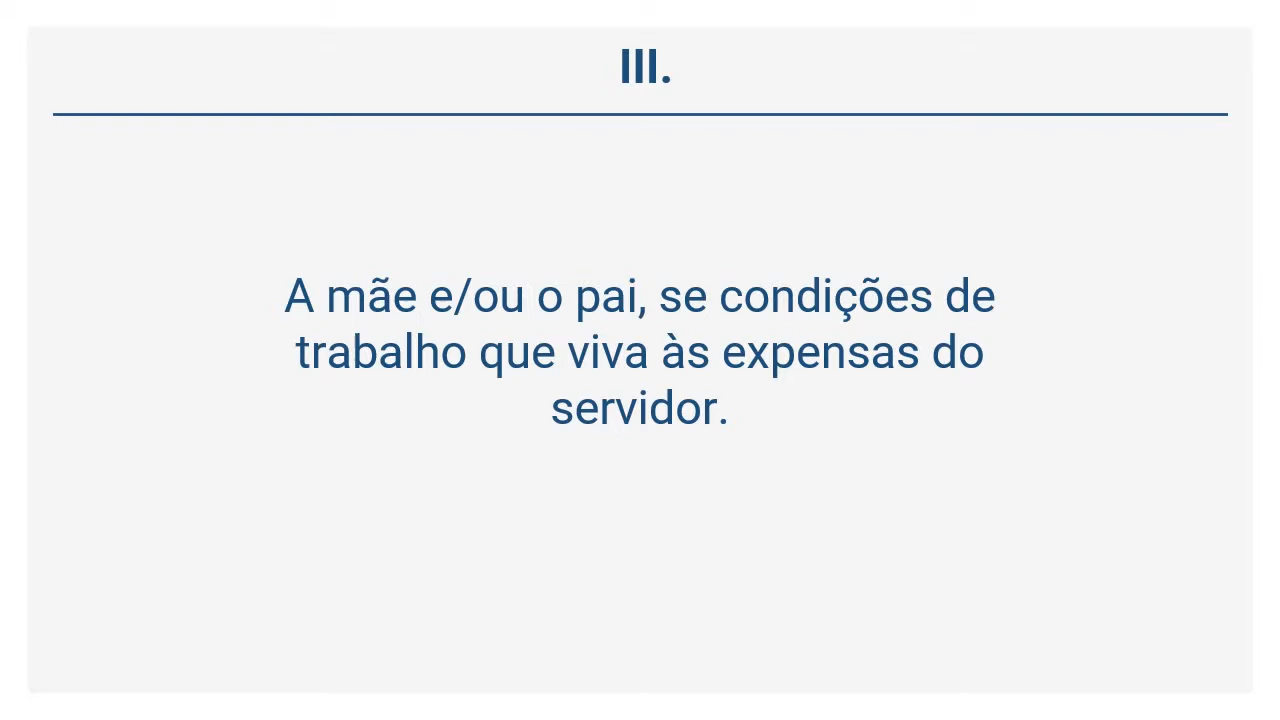 III.
A mãe e/ou o pai, se condições de
trabalho que viva às expensas do
servidor.